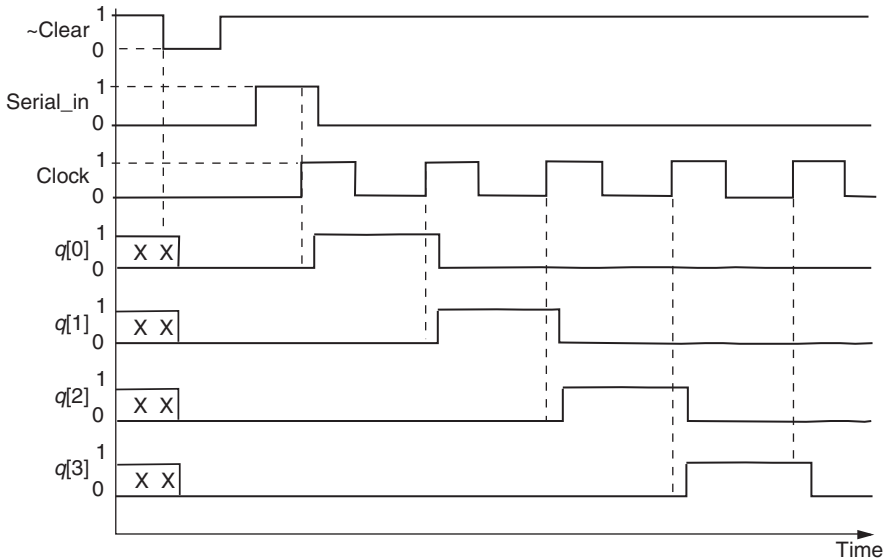 1
~Clear
0
1
Serial_in
0
1
Clock
0
1
q[0] X X
0
1
q[1] X X
0
1
q[2] X X
0
1
q[3] X X
0
Time